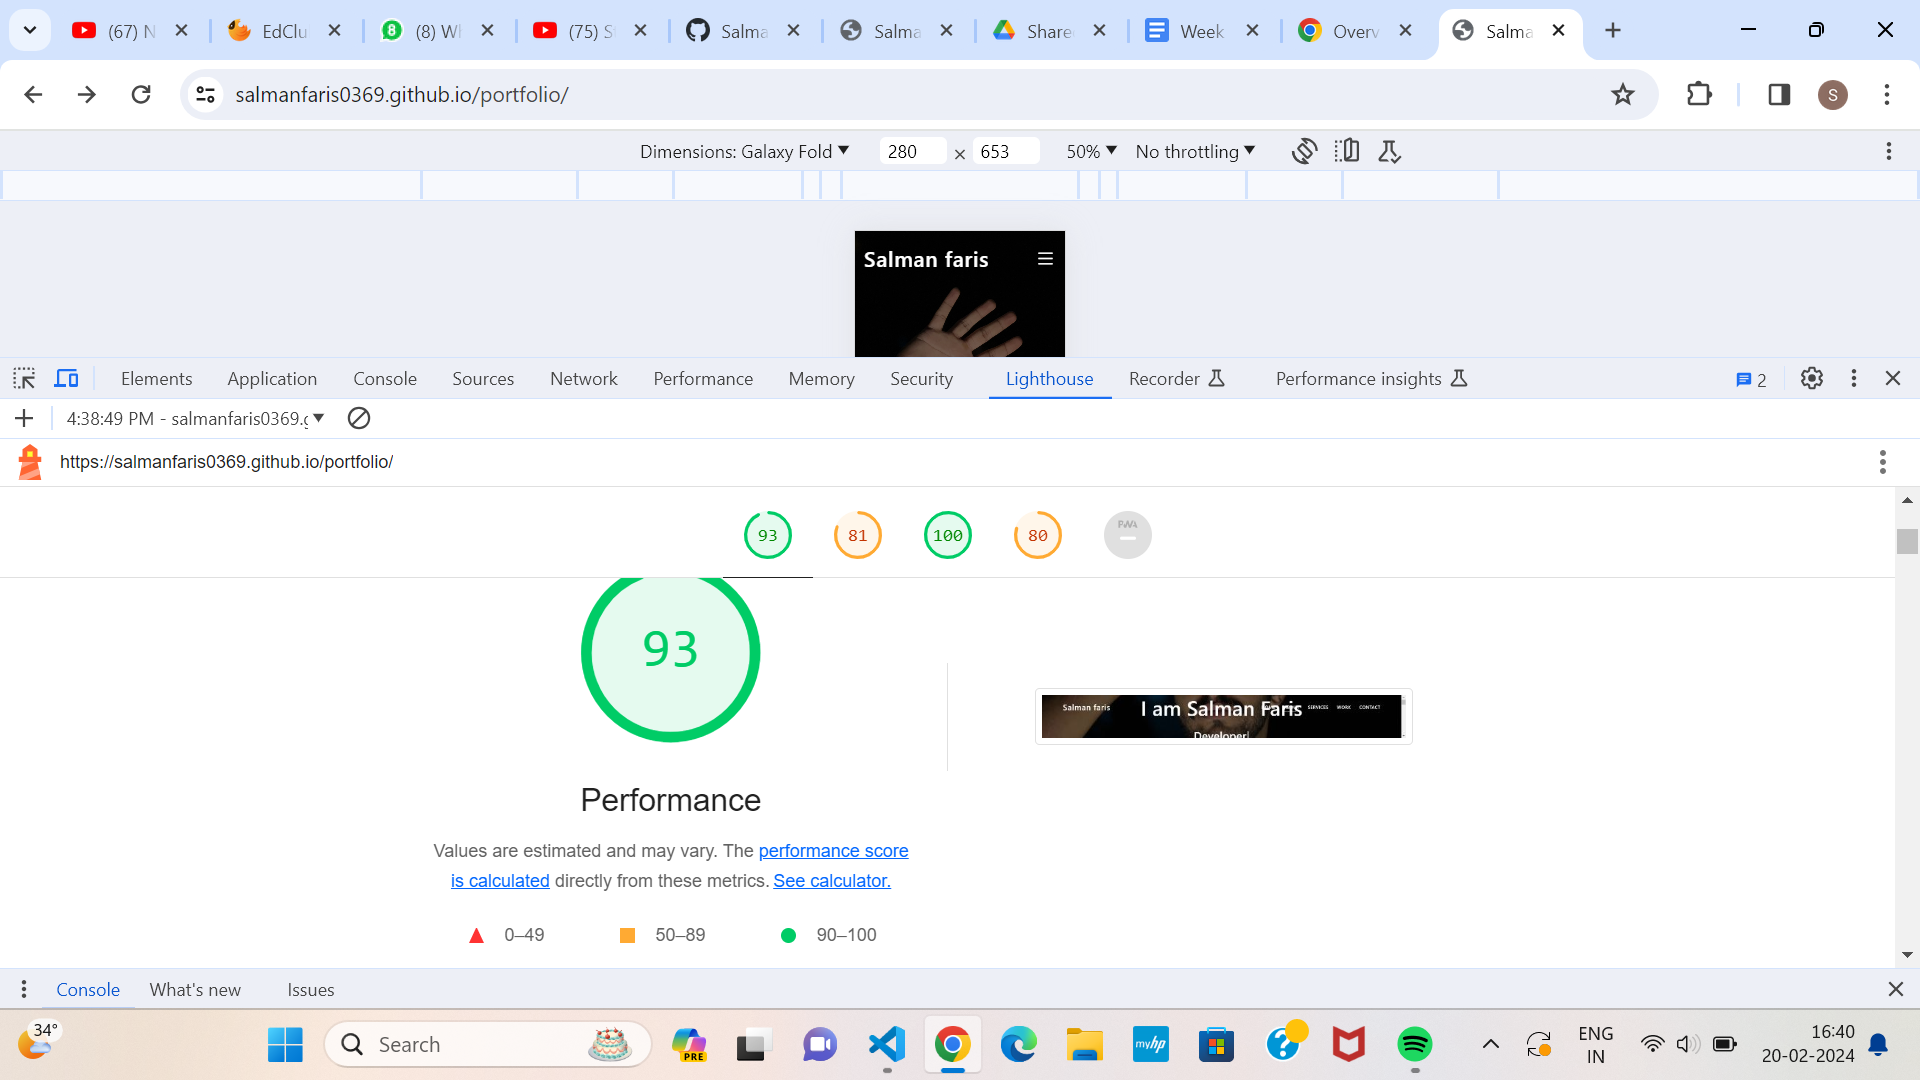 (67) N
EdClu
(8) Wh
(75) S
Salma
Salma
Share
Week
Overv
Salma
salmanfaris0369.github.io/portfolio/
S
Dimensions: Galaxy Fold 280 × 653 50% No throttling
Salman faris
Elements Application Console Sources Network Performance Memory Security Lighthouse Recorder Performance insights 2
4:38:49 PM - salmanfaris0369.g
https://salmanfaris0369.github.io/portfolio/
93 81 100 80 PWA
93
Salman faris I am Salman Faris SERVICES WORK CONTACT
Developer|
Performance
Values are estimated and may vary. The performance score
is calculated directly from these metrics. See calculator.
0–49 50–89 90–100
Console What's new Issues
34°
Search
PRE
myhp
ENG
IN
16:40
20-02-2024